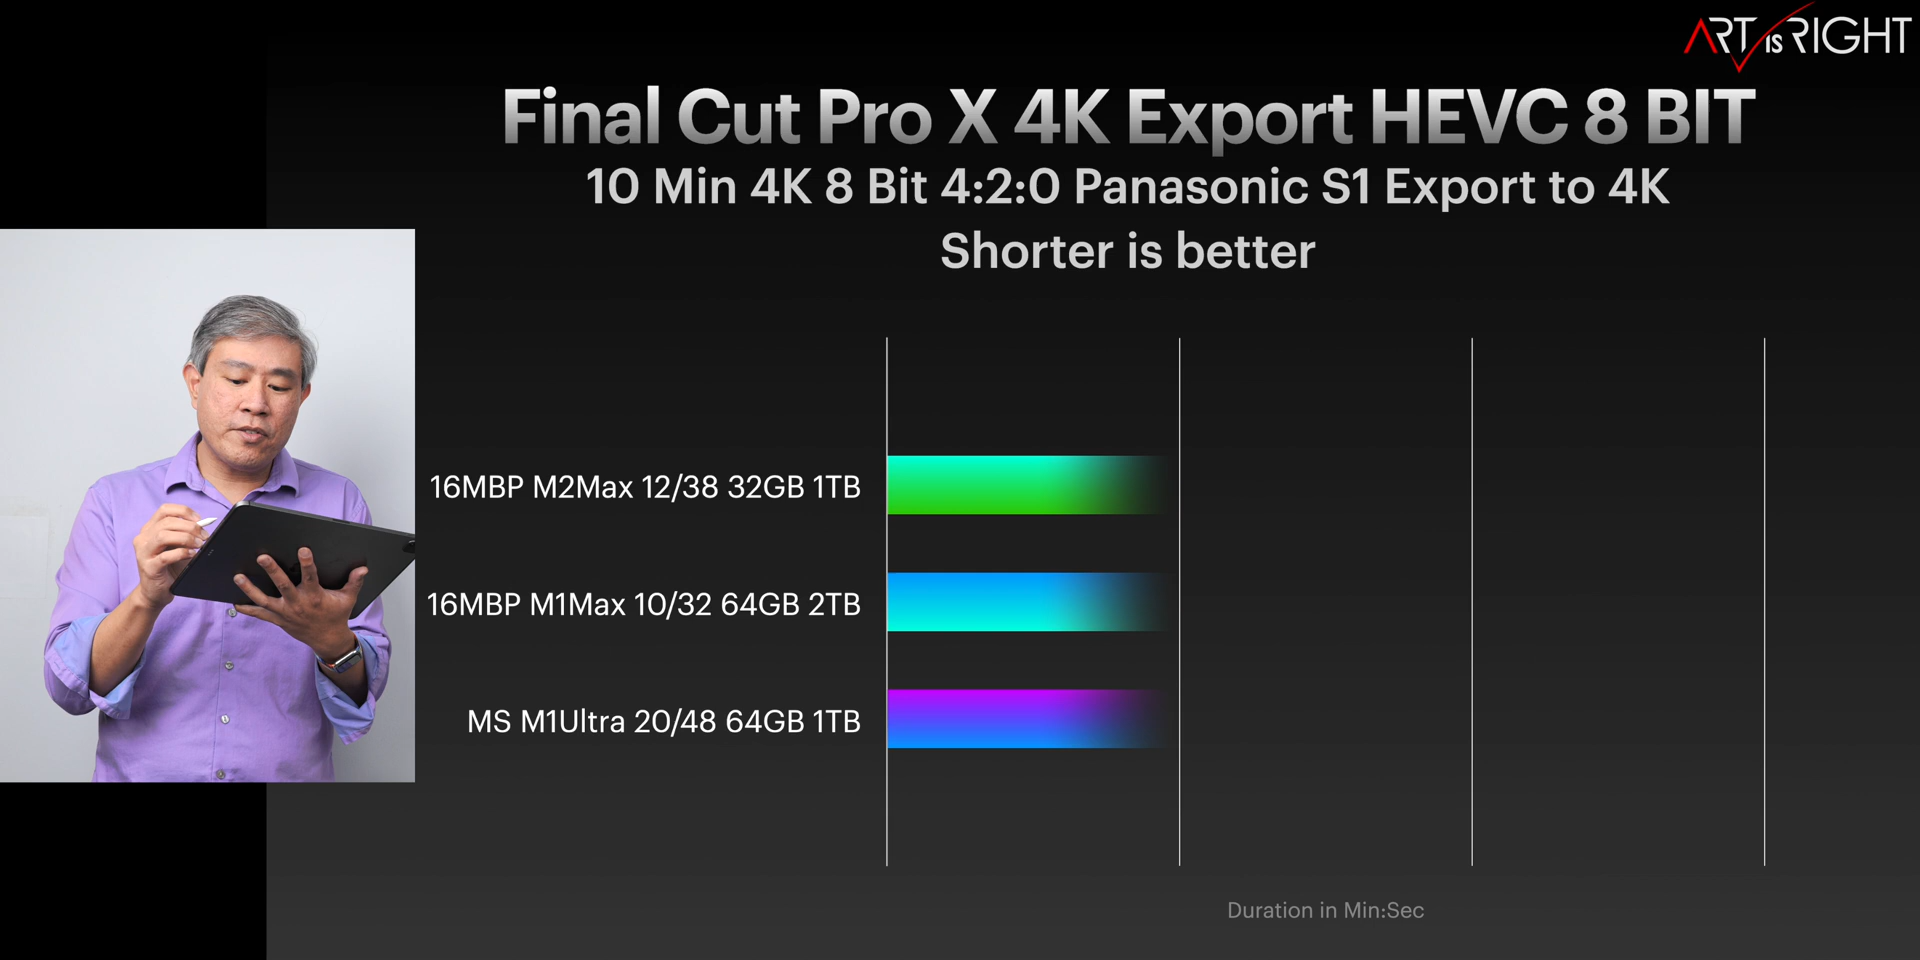 ART IS RIGHT
Final Cut Pro X 4K Export HEVC 8 BIT
10 Min 4K 8 Bit 4:2:0 Panasonic S1 Export to 4K
Shorter is better
16MBP M2Max 12/38 32GB 1TB
16MBP M1Max 10/32 64GB 2TB
MS M1Ultra 20/48 64GB 1TB
Duration in Min:Sec